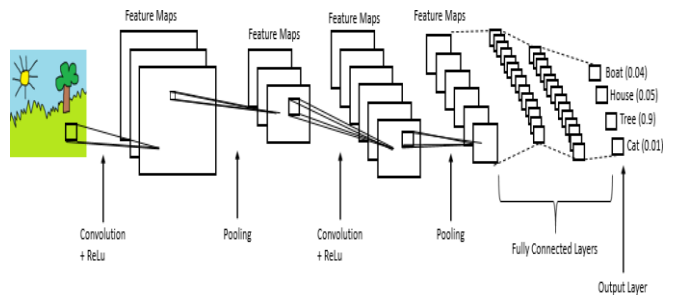 Feature Maps
Feature Maps
Feature Maps
Feature Maps
Boat (0.04)
House (0.05)
Tree (0.9)
Cat (0.01)
Convolution
+ ReLu
Pooling
Convolution
+ ReLu
Pooling
Fully Connected Layers
Output Layer